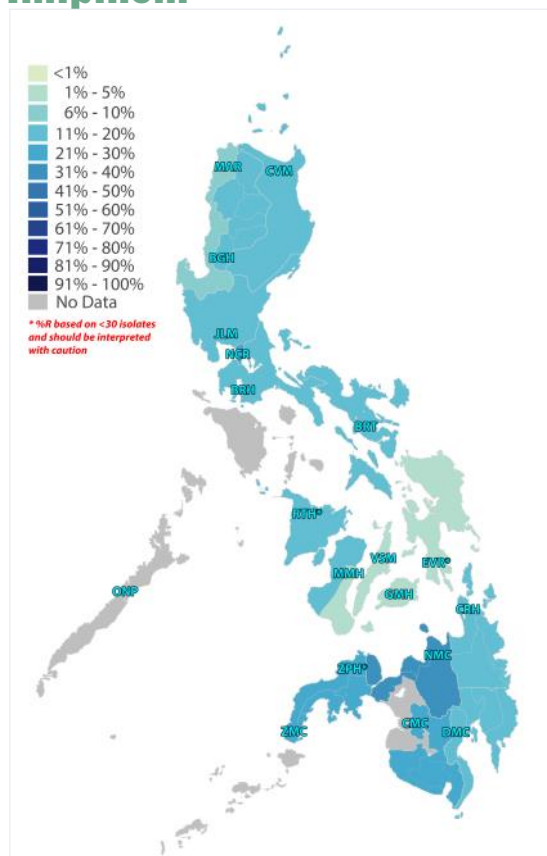 <1%
1% - 5%
6% - 10%
11% - 20%
21% - 30%
31% - 40%
41% - 50%
51% - 60%
61% - 70%
71% - 80%
81% - 90%
91% - 100%
No Data
* %R based on <30 isolates
and should be interpreted
with caution
MAR
CVM
BGH
JLM
NCR
BRH
BRT
RTH*
VSM
EVR*
MMH
GMH
ONP
CRH
NMC
ZPH*
CMC
ZMC
DMC